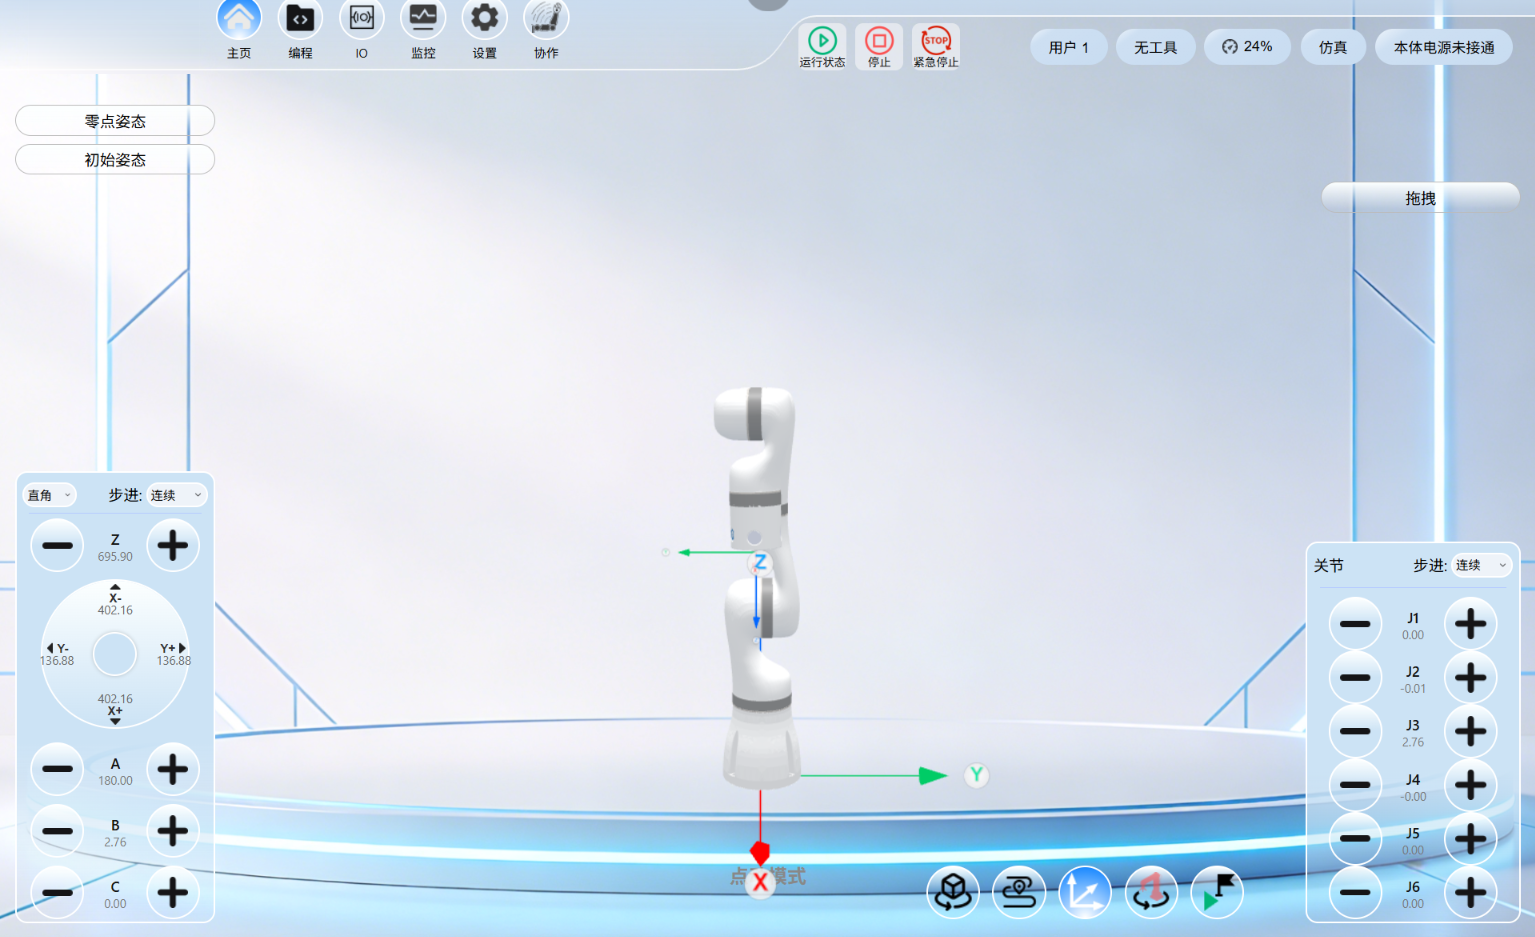 主页 编程 IO 监控 设置 协作
运行状态 停止 STOP 紧急停止
用户 1 无工具 24% 仿真 本体电源未接通
零点姿态
初始姿态
拖拽
直角 步进: 连续
Z
695.90
X-
402.16
Y- Y+
136.88 136.88
402.16
X+
A
180.00
B
2.76
C
0.00
Z
Y
X
关节 步进: 连续
J1
0.00
J2
-0.01
J3
2.76
J4
-0.00
J5
0.00
J6
0.00
点 模式